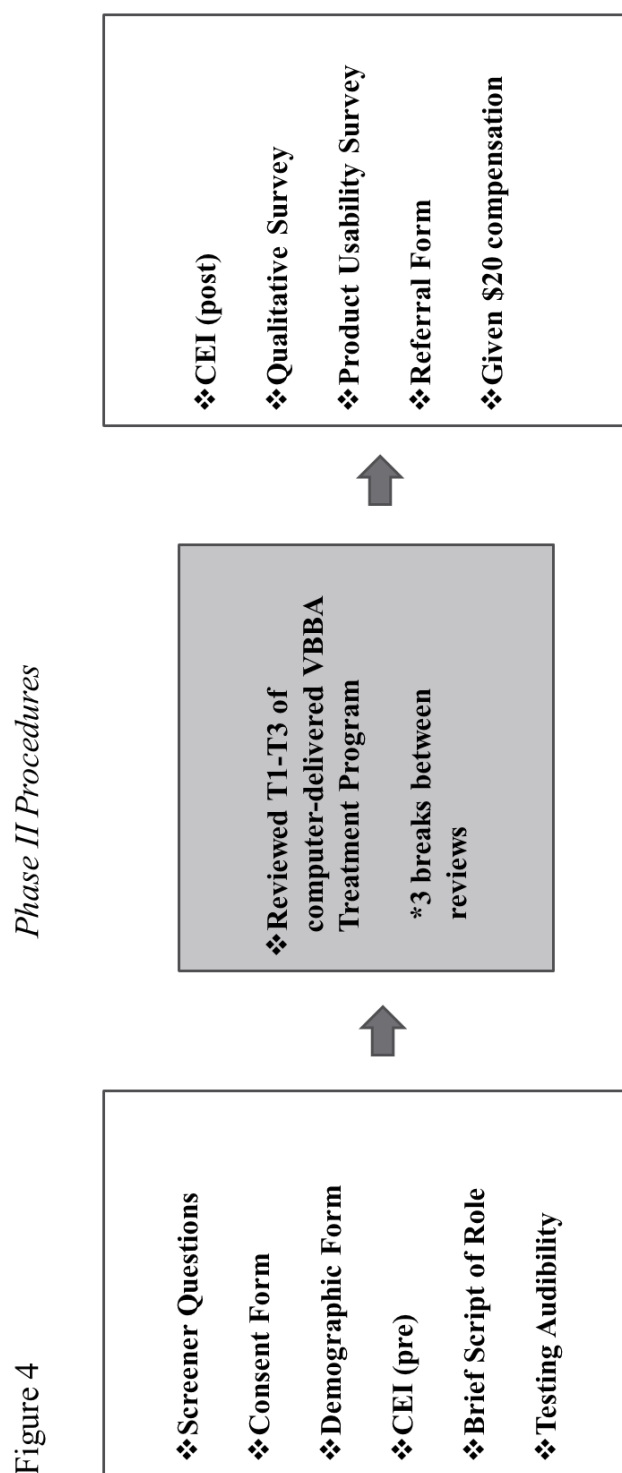 Figure 4
Phase II Procedures
❖Screener Questions
❖Consent Form
❖Demographic Form
❖CEI (pre)
❖Brief Script of Role
❖Testing Audibility
❖Reviewed T1-T3 of
computer-delivered VBBA
Treatment Program
*3 breaks between
reviews
❖CEI (post)
❖Qualitative Survey
❖Product Usability Survey
❖Referral Form
❖Given $20 compensation